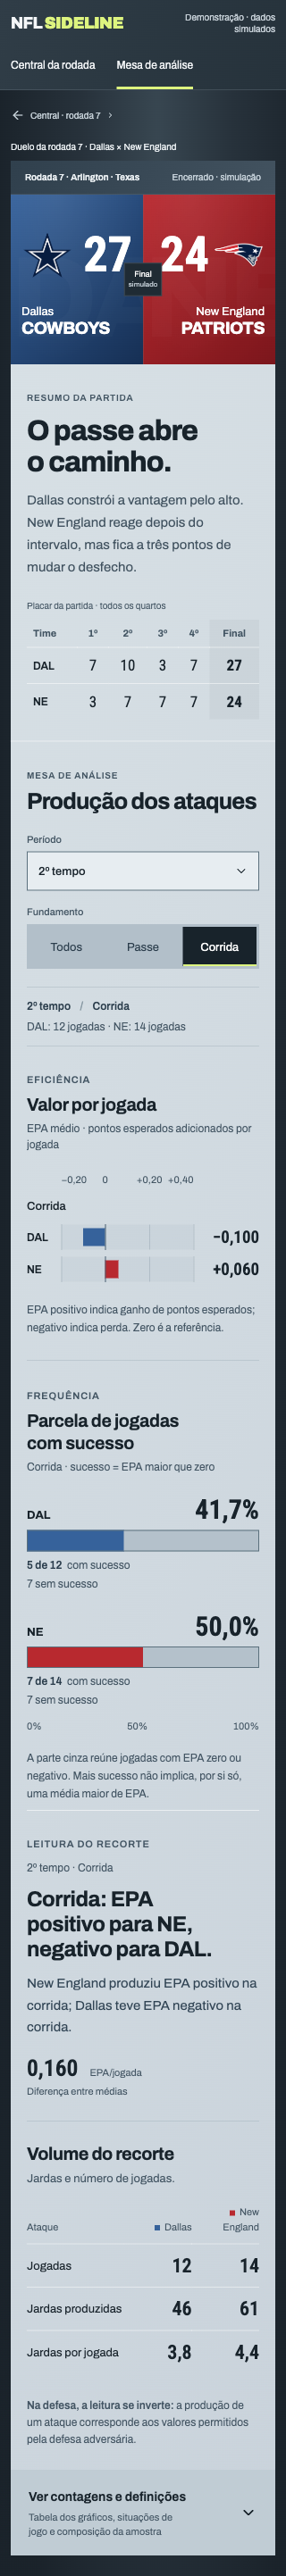 NFL SIDELINE
Demonstração · dados
simulados
Central da rodada
Mesa de análise
← Central · rodada 7 ›
Duelo da rodada 7 · Dallas × New England
Rodada 7 · Arlington · Texas
Encerrado · simulação
27
24
Final
simulado
Dallas
COWBOYS
New England
PATRIOTS
RESUMO DA PARTIDA
O passe abre
o caminho.
Dallas constrói a vantagem pelo alto.
New England reage depois do
intervalo, mas fica a três pontos de
mudar o desfecho.
Placar da partida · todos os quartos
Time 1º 2º 3º 4º Final
DAL 7 10 3 7 27
NE 3 7 7 7 24
MESA DE ANÁLISE
Produção dos ataques
Período
2º tempo
Fundamento
Todos Passe Corrida
2º tempo / Corrida
DAL: 12 jogadas · NE: 14 jogadas
EFICIÊNCIA
Valor por jogada
EPA médio · pontos esperados adicionados por
jogada
−0,20 0 +0,20 +0,40
Corrida
DAL −0,100
NE +0,060
EPA positivo indica ganho de pontos esperados;
negativo indica perda. Zero é a referência.
FREQUÊNCIA
Parcela de jogadas
com sucesso
Corrida · sucesso = EPA maior que zero
DAL 41,7%
5 de 12 com sucesso
7 sem sucesso
NE 50,0%
7 de 14 com sucesso
7 sem sucesso
0% 50% 100%
A parte cinza reúne jogadas com EPA zero ou
negativo. Mais sucesso não implica, por si só,
uma média maior de EPA.
LEITURA DO RECORTE
2º tempo · Corrida
Corrida: EPA
positivo para NE,
negativo para DAL.
New England produziu EPA positivo na
corrida; Dallas teve EPA negativo na
corrida.
0,160 EPA/jogada
Diferença entre médias
Volume do recorte
Jardas e número de jogadas.
Ataque Dallas New
England
Jogadas 12 14
Jardas produzidas 46 61
Jardas por jogada 3,8 4,4
Na defesa, a leitura se inverte: a produção de
um ataque corresponde aos valores permitidos
pela defesa adversária.
Ver contagens e definições
Tabela dos gráficos, situações de
jogo e composição da amostra